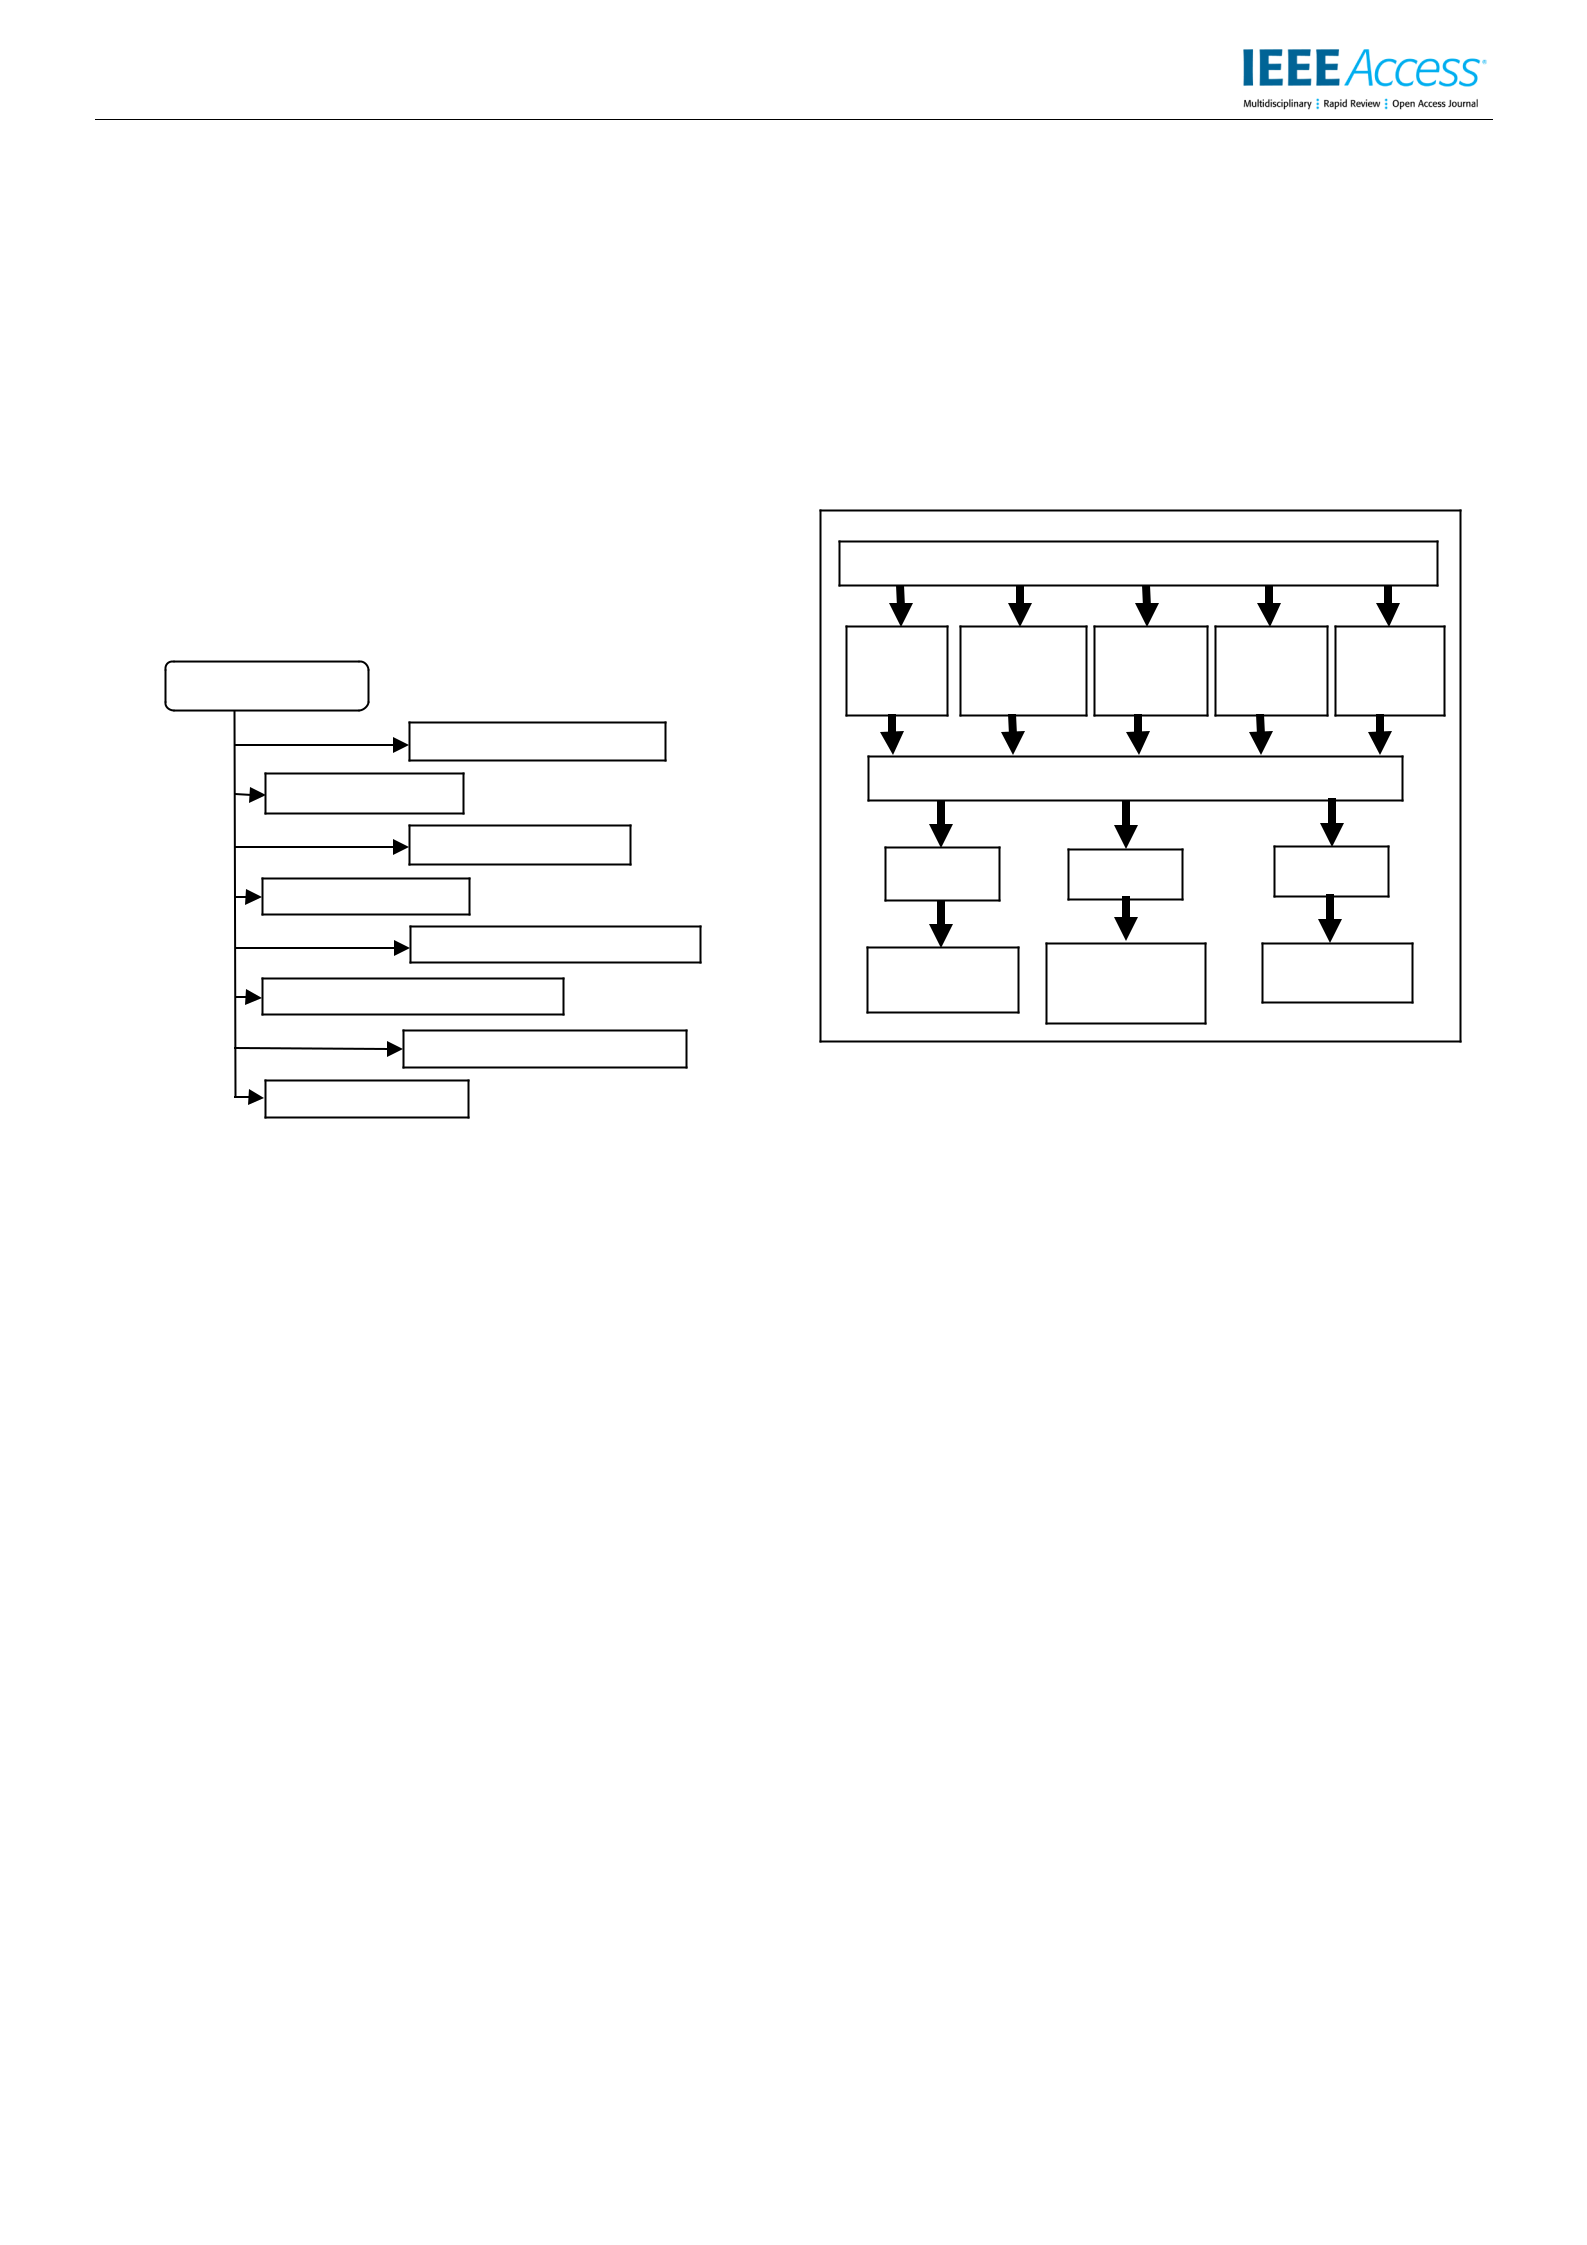 IEEE Access®
Multidisciplinary ⋮ Rapid Review ⋮ Open Access Journal